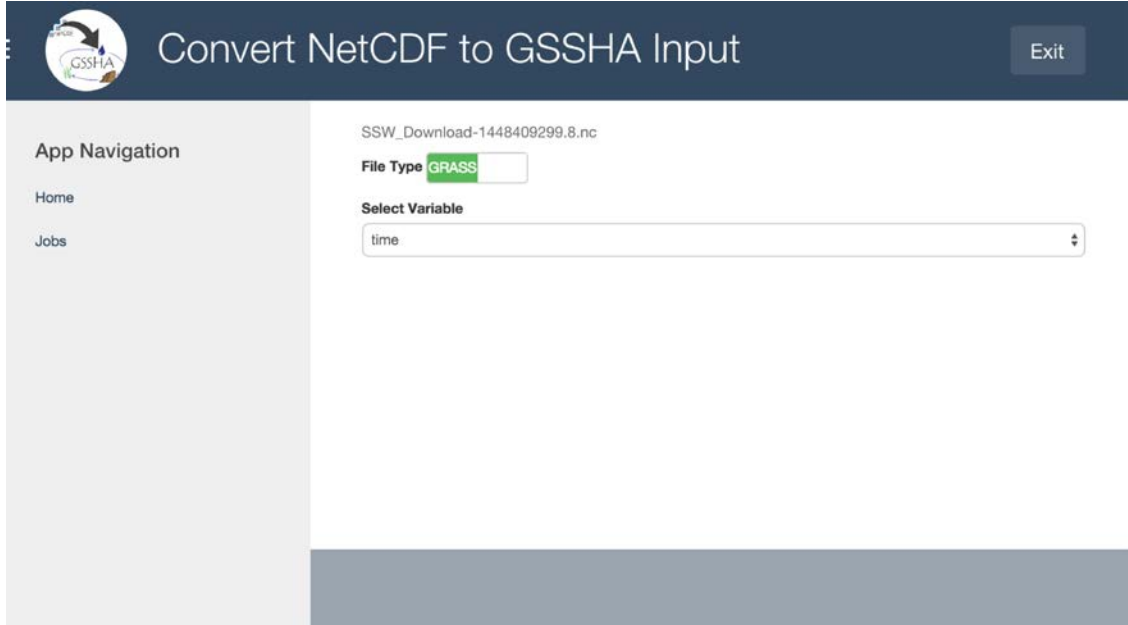 GSSHA
Convert NetCDF to GSSHA Input
Exit
App Navigation
Home
Jobs
SSW_Download-1448409299.8.nc
File Type GRASS
Select Variable
time